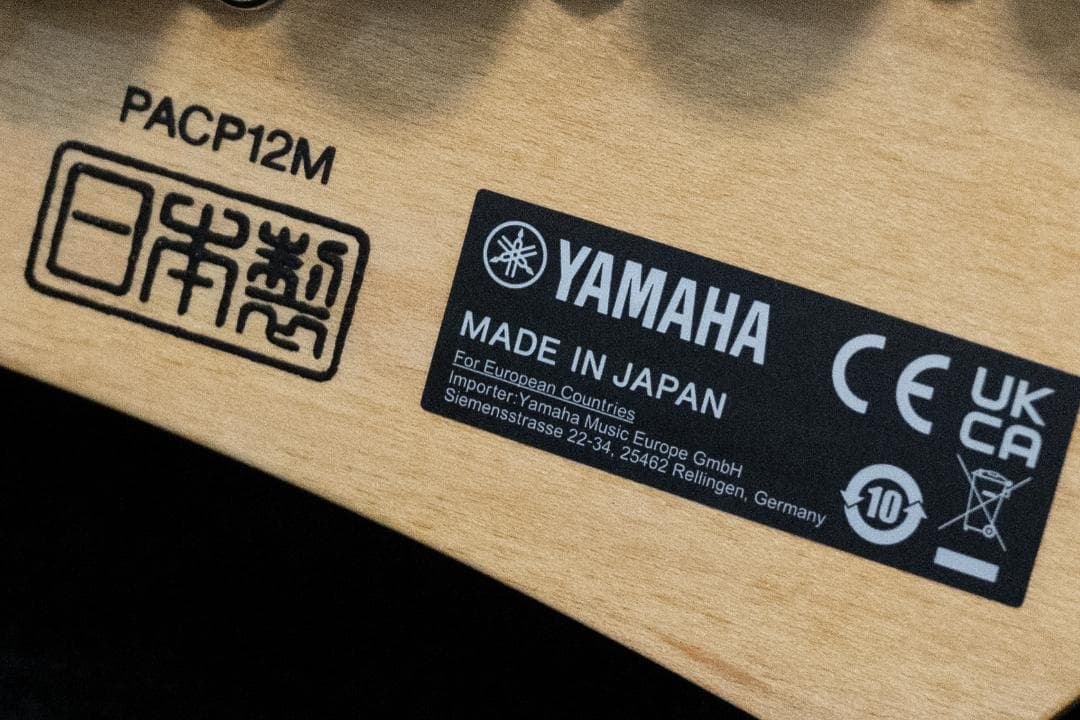 PACP12M
日本製
YAMAHA
MADE IN JAPAN
For European Countries
Importer:Yamaha Music Europe GmbH
Siemensstrasse 22-34, 25462 Rellingen, Germany
CE
UK
CA
10